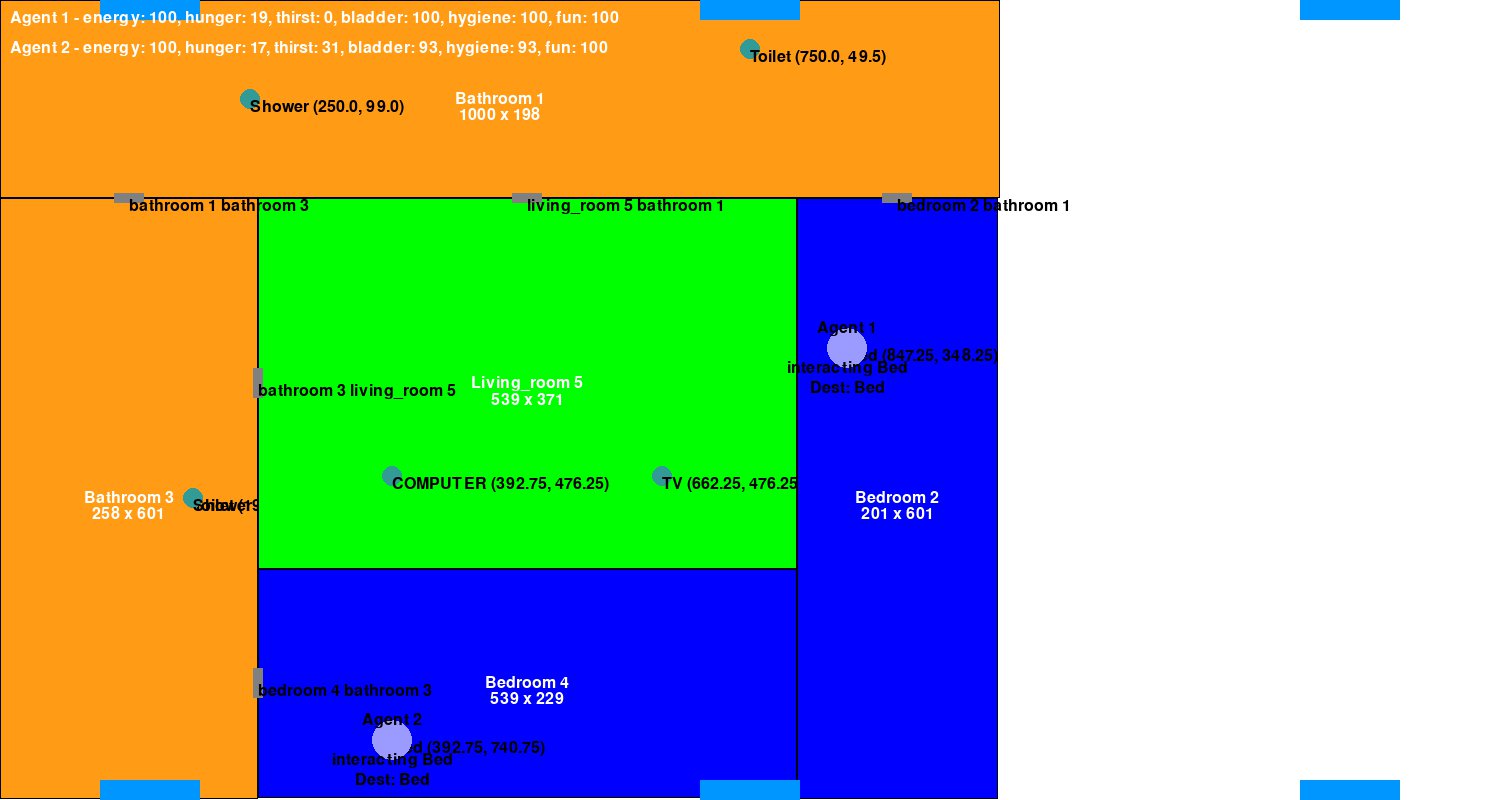 Agent 1 - energy: 100, hunger: 19, thirst: 0, bladder: 100, hygiene: 100, fun: 100
Agent 2 - energy: 100, hunger: 17, thirst: 31, bladder: 93, hygiene: 93, fun: 100
Toilet (750.0, 49.5)
Shower (250.0, 99.0)
Bathroom 1
1000 x 198
bathroom 1 bathroom 3
living_room 5 bathroom 1
bedroom 2 bathroom 1
Agent 1
(847.25, 348.25)
interacting Bed
Dest: Bed
Living_room 5
539 x 371
bathroom 3 living_room 5
COMPUTER (392.75, 476.25)
TV (662.25, 476.25
Bathroom 3
258 x 601
Bedroom 2
201 x 601
Bedroom 4
539 x 229
bedroom 4 bathroom 3
Agent 2
(392.75, 740.75)
interacting Bed
Dest: Bed